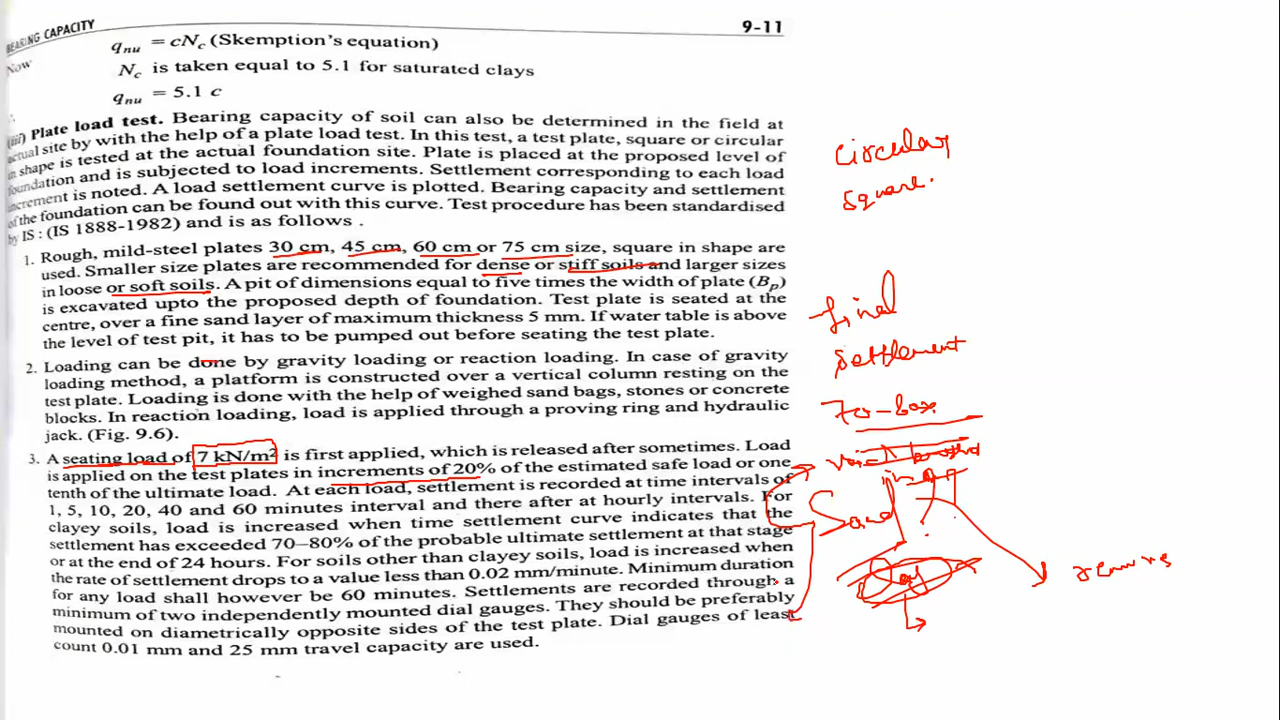 BEARING CAPACITY
9-11
qnu = cNc (Skemption's equation)
Now
Nc is taken equal to 5.1 for saturated clays
∴
qnu = 5.1 c
(iii) Plate load test. Bearing capacity of soil can also be determined in the field at
actual site by with the help of a plate load test. In this test, a test plate, square or circular
in shape is tested at the actual foundation site. Plate is placed at the proposed level of
foundation and is subjected to load increments. Settlement corresponding to each load
increment is noted. A load settlement curve is plotted. Bearing capacity and settlement
of the foundation can be found out with this curve. Test procedure has been standardised
by IS : (IS 1888-1982) and is as follows .
1. Rough, mild-steel plates 30 cm, 45 cm, 60 cm or 75 cm size, square in shape are
used. Smaller size plates are recommended for dense or stiff soils and larger sizes
in loose or soft soils. A pit of dimensions equal to five times the width of plate (Bp)
is excavated upto the proposed depth of foundation. Test plate is seated at the
centre, over a fine sand layer of maximum thickness 5 mm. If water table is above
the level of test pit, it has to be pumped out before seating the test plate.
2. Loading can be done by gravity loading or reaction loading. In case of gravity
loading method, a platform is constructed over a vertical column resting on the
test plate. Loading is done with the help of weighed sand bags, stones or concrete
blocks. In reaction loading, load is applied through a proving ring and hydraulic
jack. (Fig. 9.6).
3. A seating load of 7 kN/m² is first applied, which is released after sometimes. Load
is applied on the test plates in increments of 20% of the estimated safe load or one
tenth of the ultimate load. At each load, settlement is recorded at time intervals of
1, 5, 10, 20, 40 and 60 minutes interval and there after at hourly intervals. For
clayey soils, load is increased when time settlement curve indicates that the
settlement has exceeded 70–80% of the probable ultimate settlement at that stage
or at the end of 24 hours. For soils other than clayey soils, load is increased when
the rate of settlement drops to a value less than 0.02 mm/minute. Minimum duration
for any load shall however be 60 minutes. Settlements are recorded through a
minimum of two independently mounted dial gauges. They should be preferably
mounted on diametrically opposite sides of the test plate. Dial gauges of least
count 0.01 mm and 25 mm travel capacity are used.
circular
square.
final
settlement
70-80%
Sand
Clay